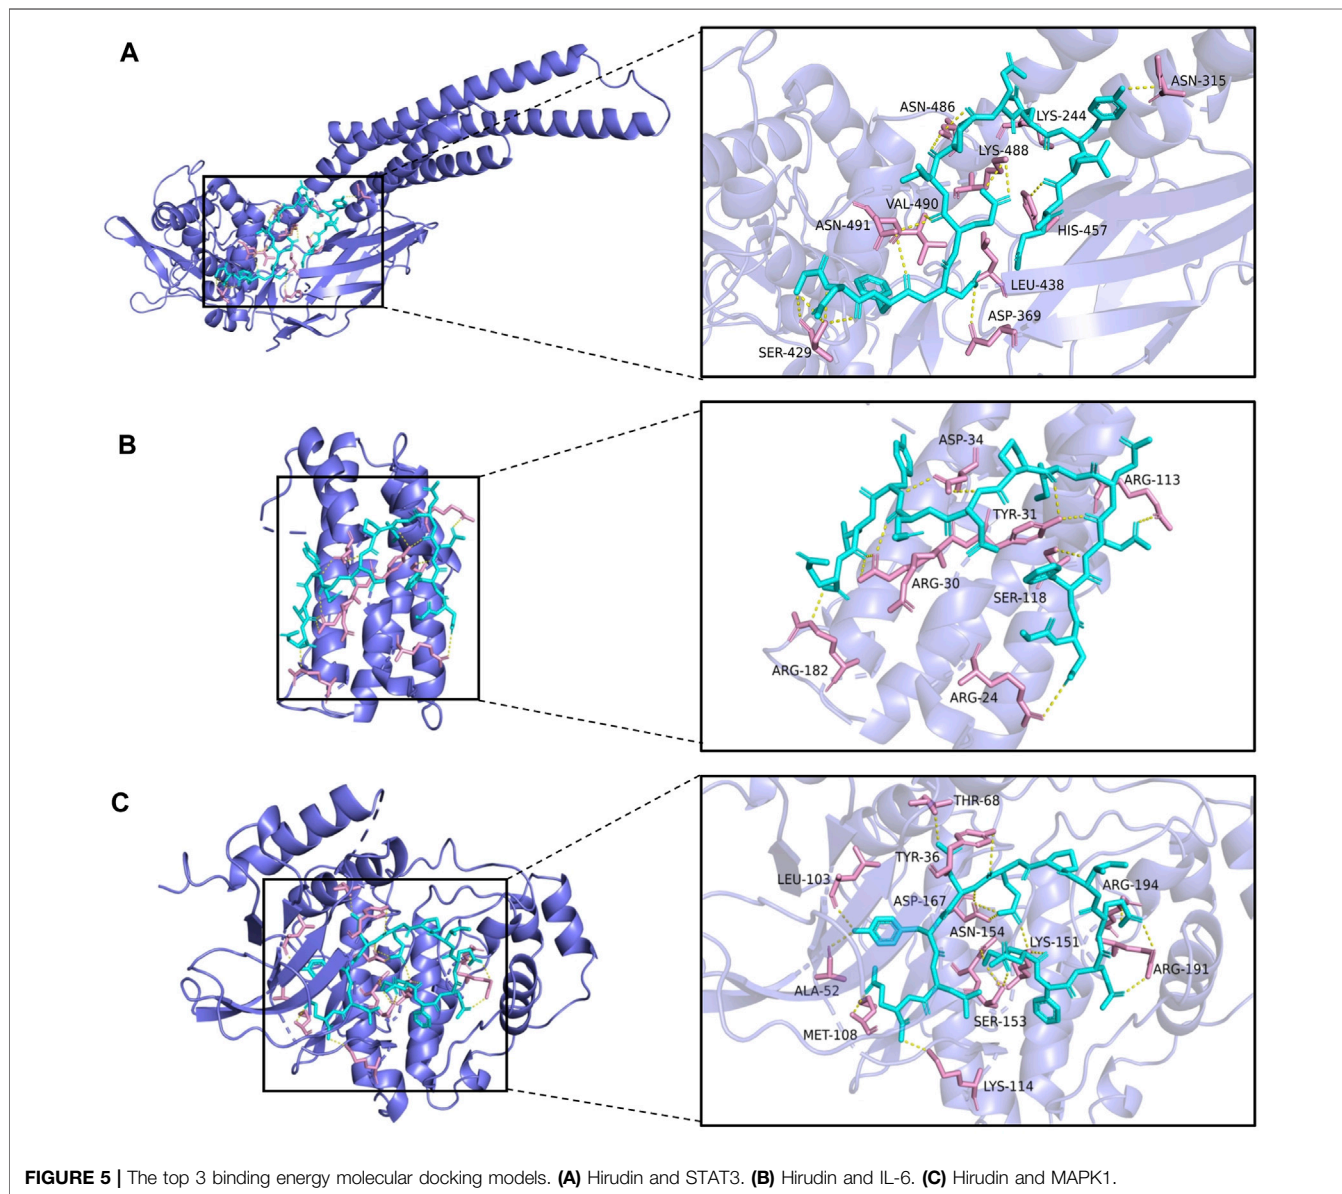 A
ASN-315
ASN-486
LYS-244
LYS-488
VAL-490
ASN-491
HIS-457
LEU-438
ASP-369
SER-429
B
ASP-34
ARG-113
TYR-31
ARG-30
SER-118
ARG-182
ARG-24
C
THR-68
TYR-36
LEU-103
ARG-194
ASP-167
ASN-154
LYS-151
ARG-191
ALA-52
SER-153
MET-108
LYS-114
FIGURE 5 | The top 3 binding energy molecular docking models. (A) Hirudin and STAT3. (B) Hirudin and IL-6. (C) Hirudin and MAPK1.